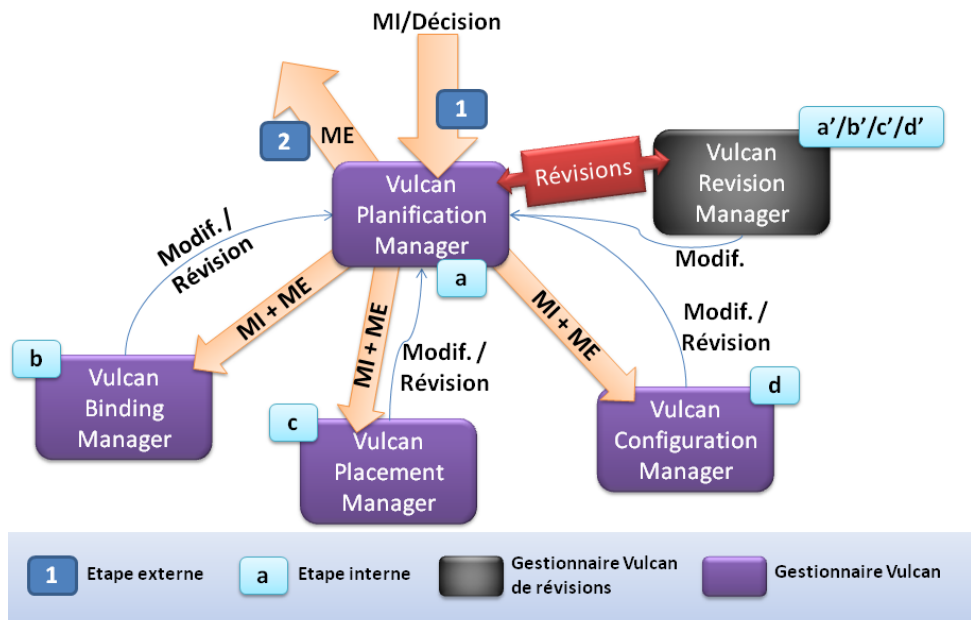 MI/Décision
1
2
ME
a'/b'/c'/d'
Révisions
Vulcan
Revision
Manager
Vulcan
Planification
Manager
a
Modif. /
Révision
Modif.
MI + ME
MI + ME
MI + ME
Modif. /
Révision
Modif. /
Révision
b
Vulcan
Binding
Manager
c
Vulcan
Placement
Manager
d
Vulcan
Configuration
Manager
1
Etape externe
a
Etape interne
Gestionnaire Vulcan
de révisions
Gestionnaire Vulcan